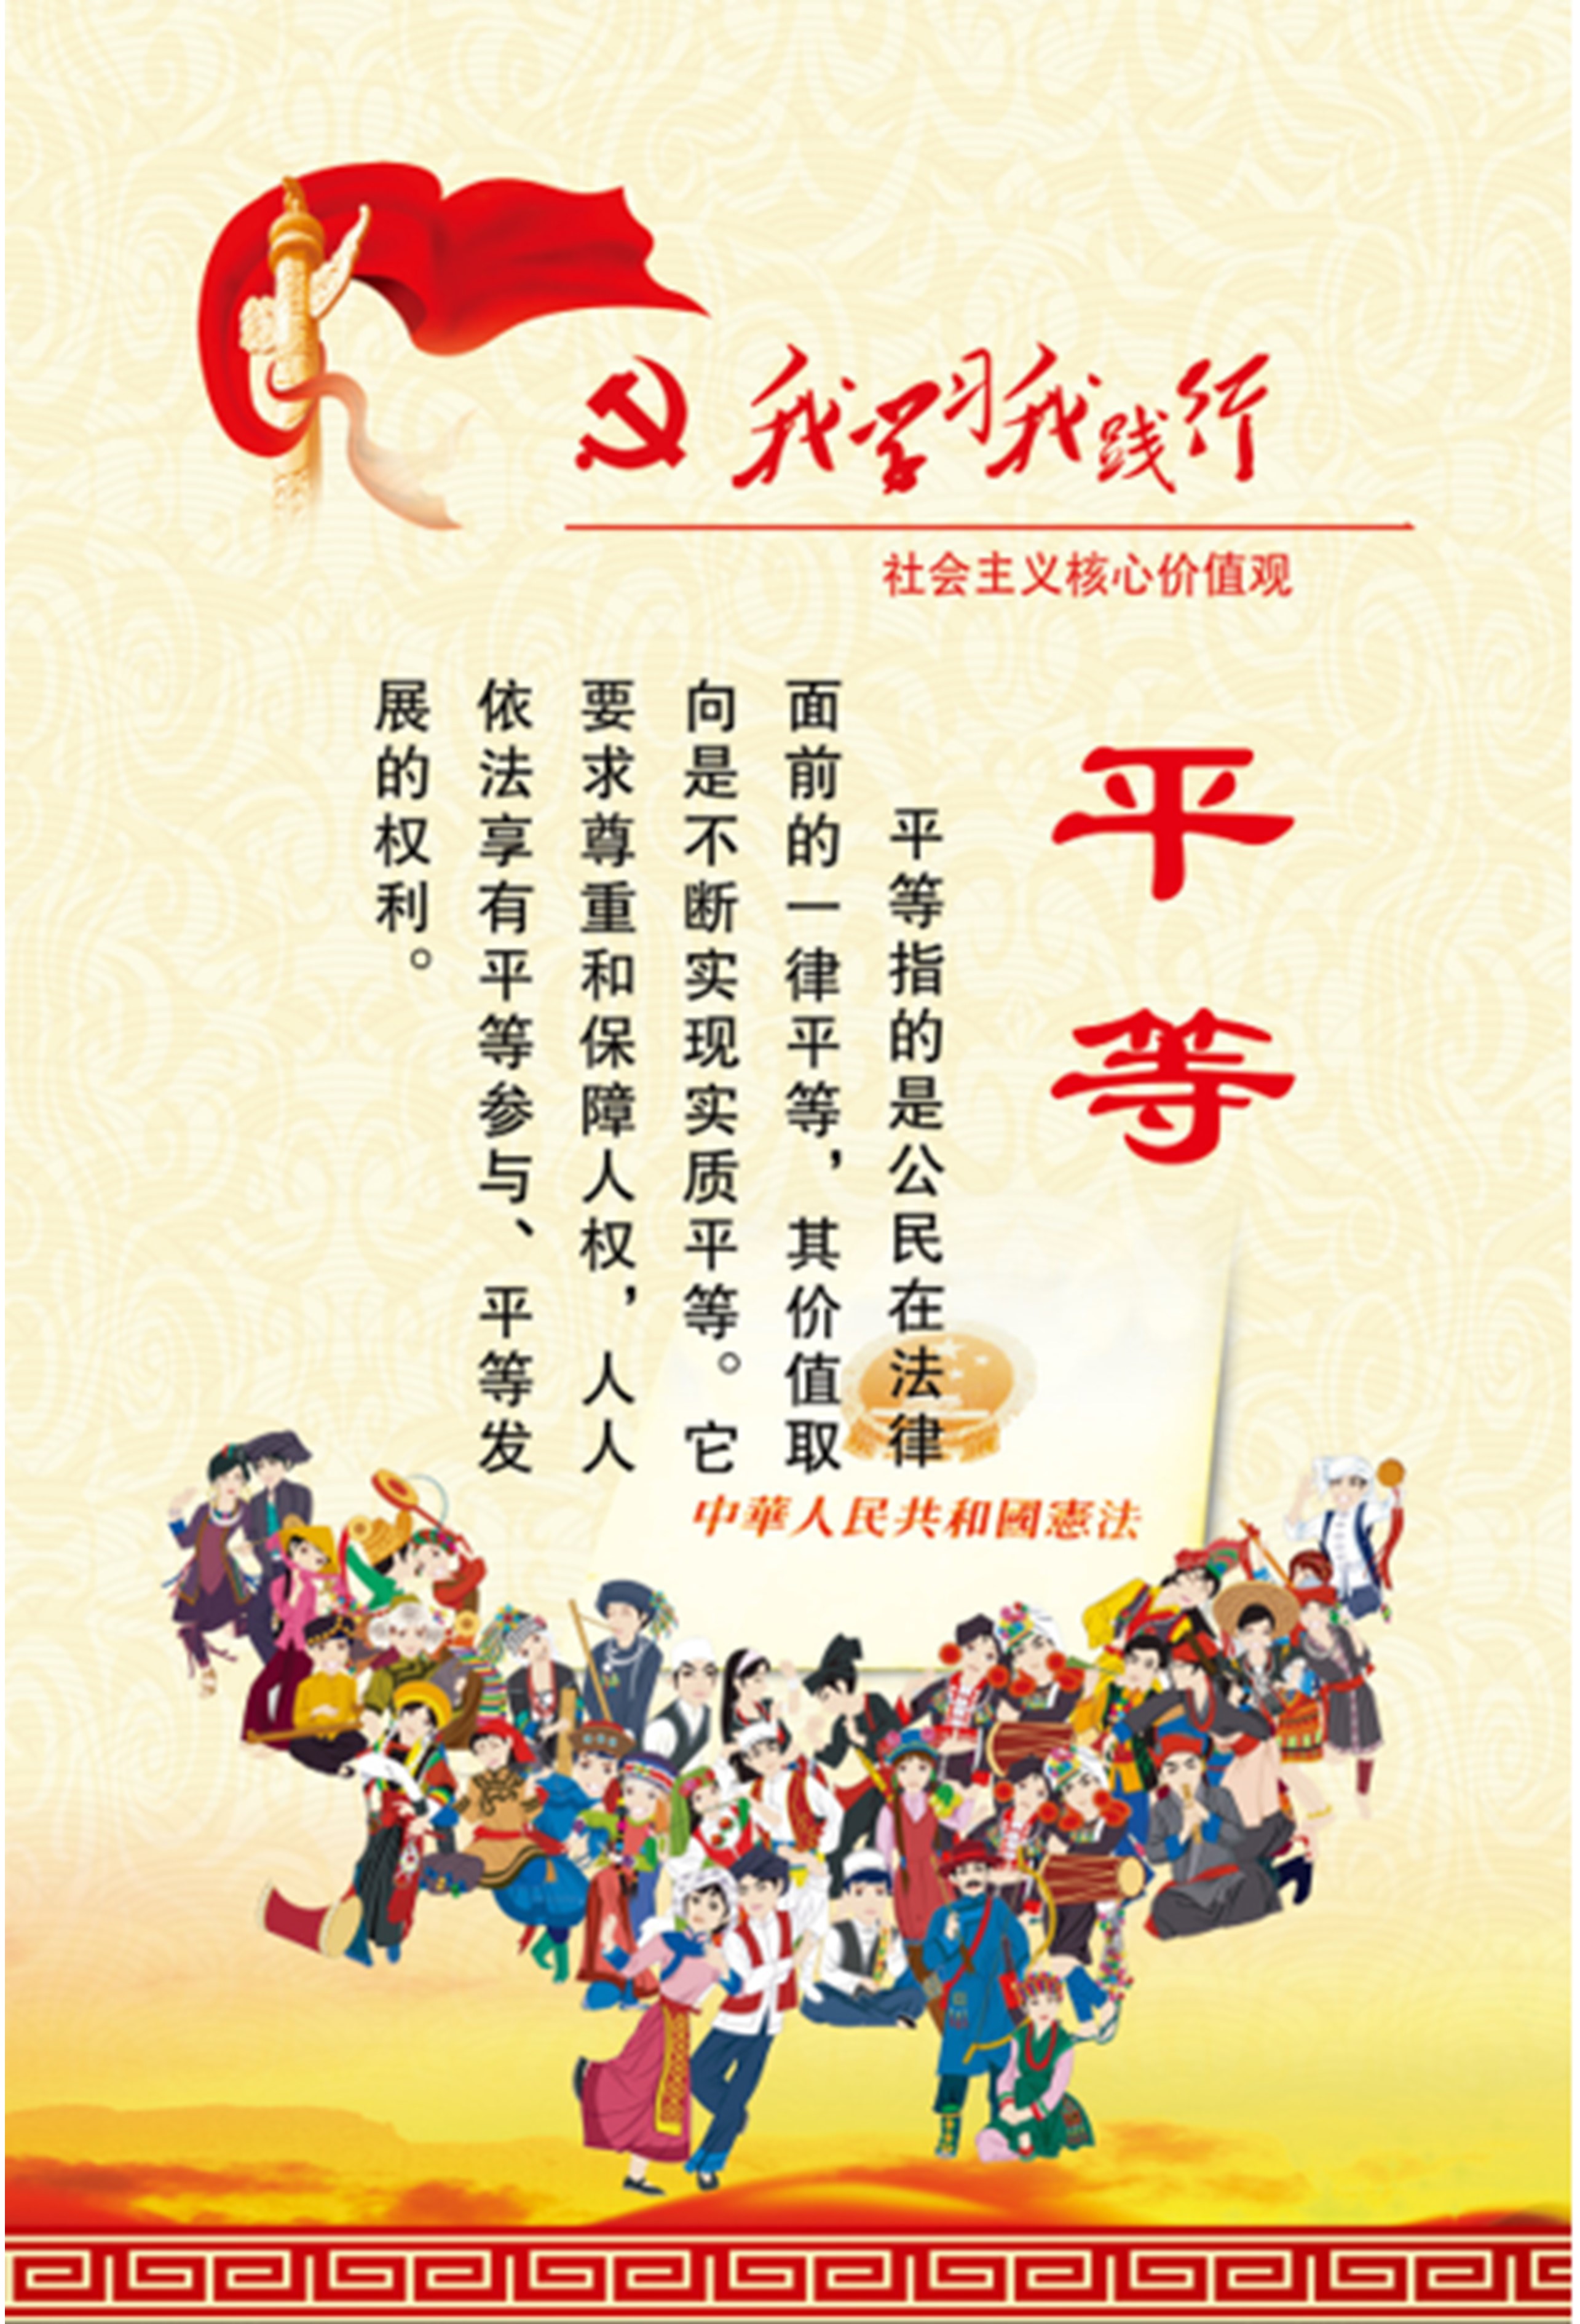 我学习我践行
社会主义核心价值观
平等
平等指的是公民在法律
面前的一律平等，其价值取
向是不断实现实质平等。它
要求尊重和保障人权，人人
依法享有平等参与、平等发
展的权利。
中華人民共和國憲法